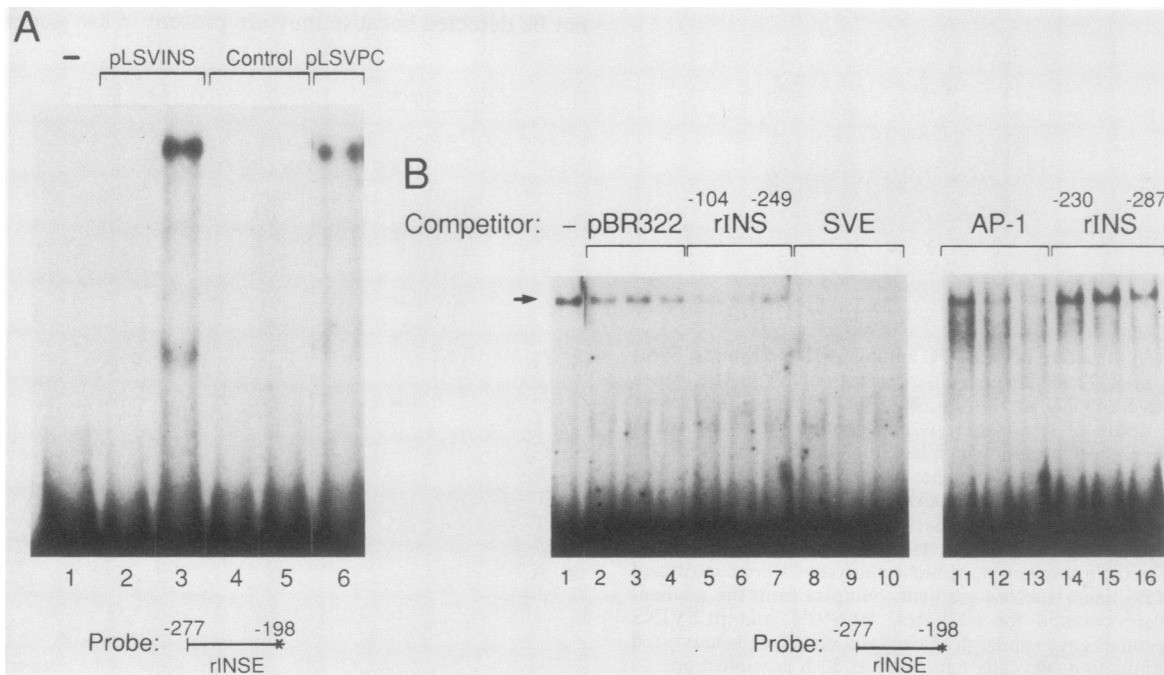 A
– pLSVINS Control pLSVPC
B
-104 -249 -230 -287
Competitor: – pBR322 rINS SVE AP-1 rINS
1 2 3 4 5 6
1 2 3 4 5 6 7 8 9 10 11 12 13 14 15 16
Probe: -277 -198 *
rINSE
Probe: -277 -198 *
rINSE